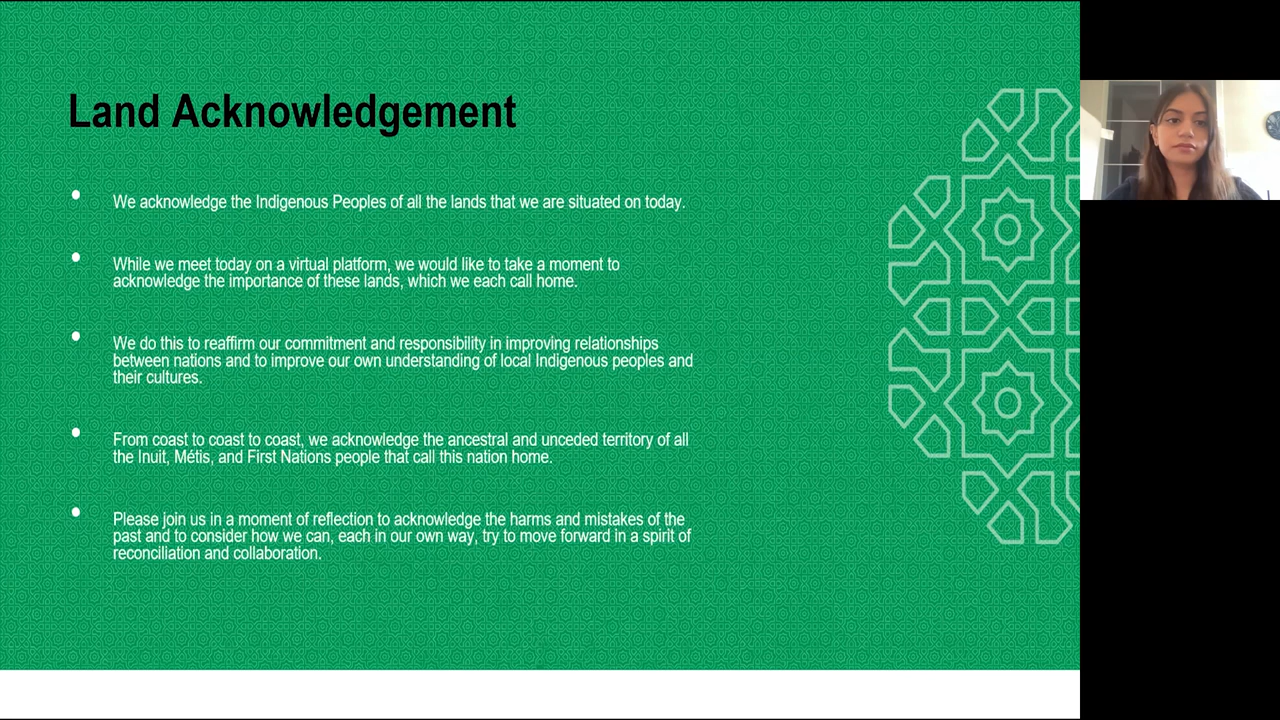 Land Acknowledgement
• We acknowledge the Indigenous Peoples of all the lands that we are situated on today.
• While we meet today on a virtual platform, we would like to take a moment to
acknowledge the importance of these lands, which we each call home.
• We do this to reaffirm our commitment and responsibility in improving relationships
between nations and to improve our own understanding of local Indigenous peoples and
their cultures.
• From coast to coast to coast, we acknowledge the ancestral and unceded territory of all
the Inuit, Métis, and First Nations people that call this nation home.
• Please join us in a moment of reflection to acknowledge the harms and mistakes of the
past and to consider how we can, each in our own way, try to move forward in a spirit of
reconciliation and collaboration.